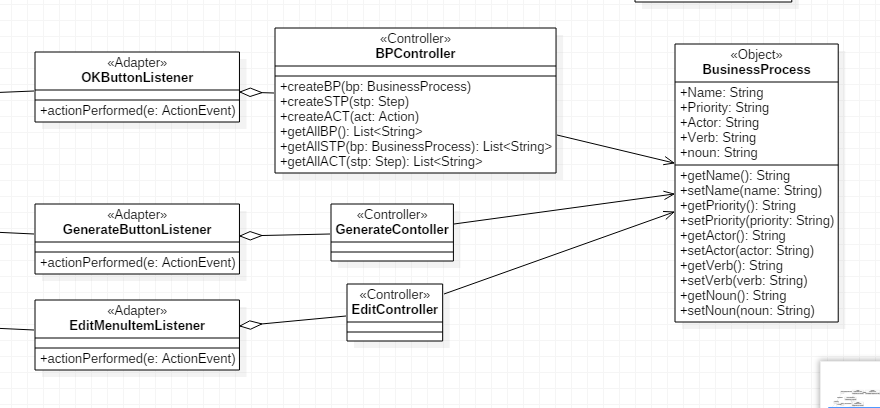 «Adapter»
OKButtonListener
+actionPerformed(e: ActionEvent)
«Controller»
BPController
+createBP(bp: BusinessProcess)
+createSTP(stp: Step)
+createACT(act: Action)
+getAllBP(): List<String>
+getAllSTP(bp: BusinessProcess): List<String>
+getAllACT(stp: Step): List<String>
«Object»
BusinessProcess
+Name: String
+Priority: String
+Actor: String
+Verb: String
+noun: String
+getName(): String
+setName(name: String)
+getPriority(): String
+setPriority(priority: String)
+getActor(): String
+setActor(actor: String)
+getVerb(): String
+setVerb(verb: String)
+getNoun(): String
+setNoun(noun: String)
«Adapter»
GenerateButtonListener
+actionPerformed(e: ActionEvent)
«Controller»
GenerateContoller
«Adapter»
EditMenuItemListener
+actionPerformed(e: ActionEvent)
«Controller»
EditController